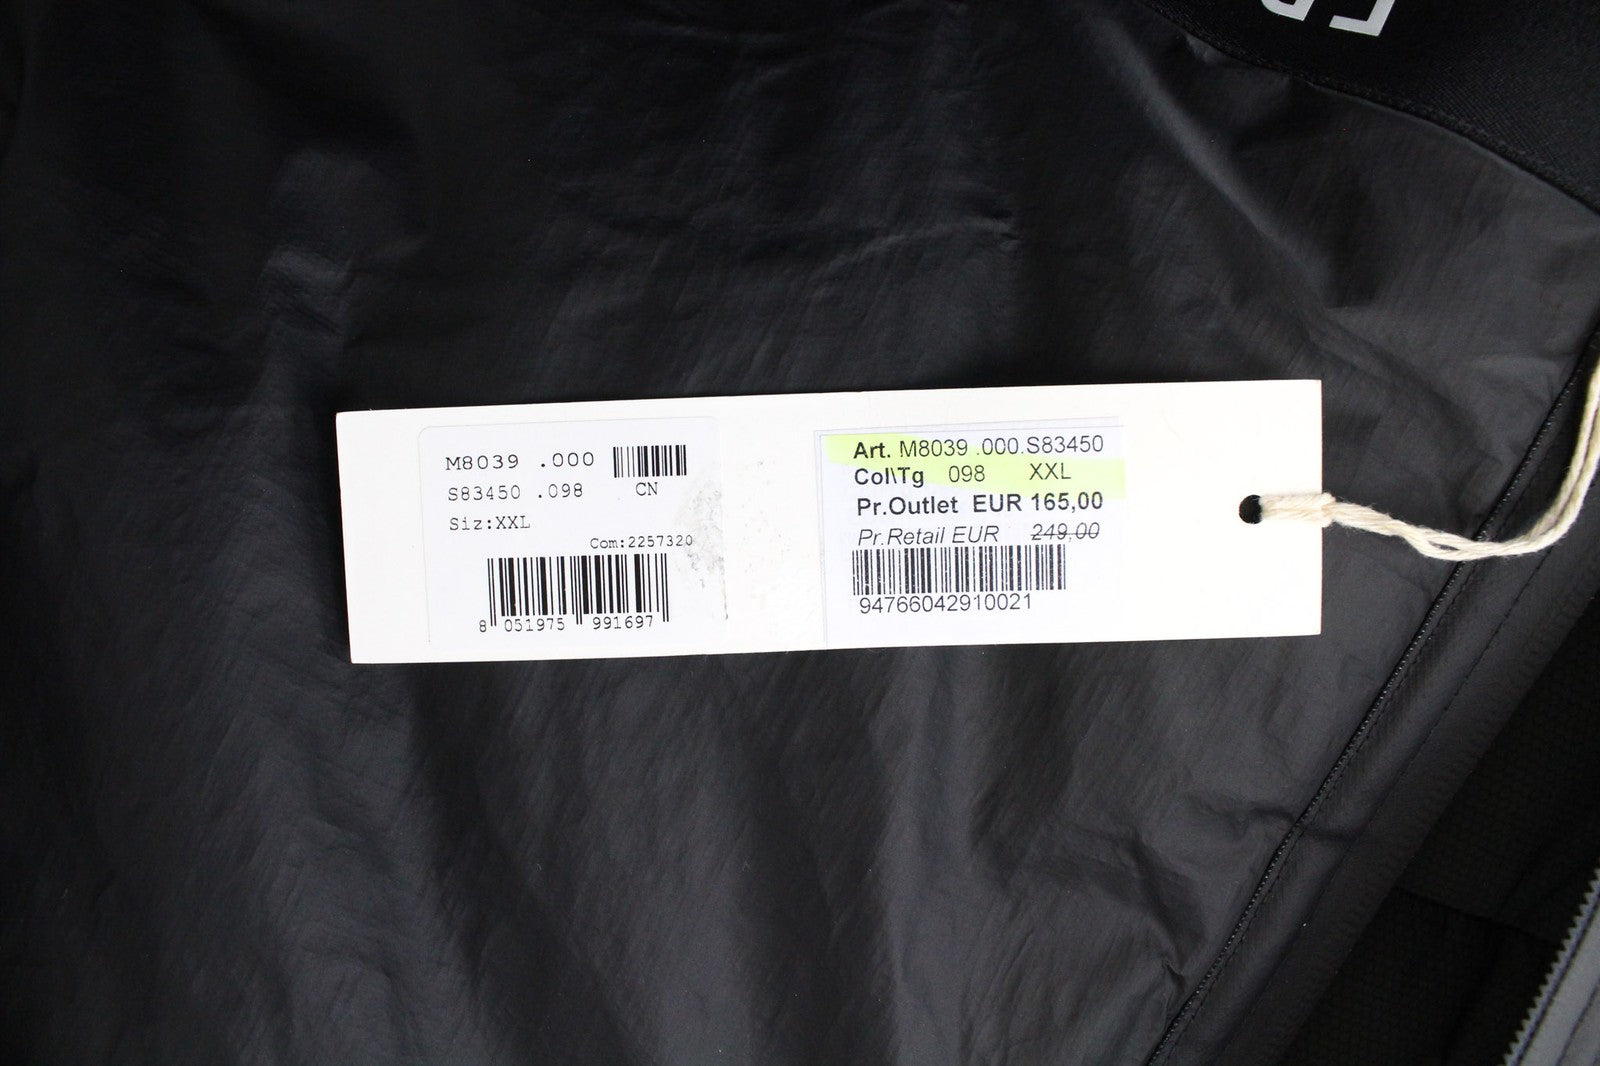 M8039 .000
S83450 .098 CN
Siz:XXL
Com:2257320
8 051975 991697
Art. M8039 .000.S83450
Col\Tg 098 XXL
Pr.Outlet EUR 165,00
Pr.Retail EUR 249,00
94766042910021